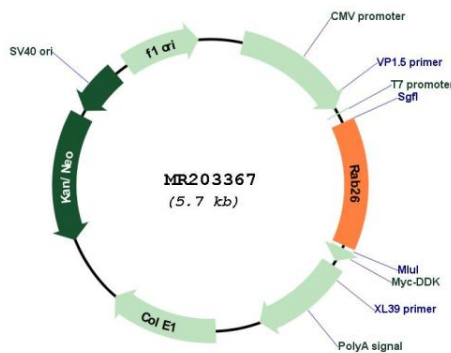 CMV promoter
VP1.5 primer
T7 promoter
SgfI
Rab26
MluI
Myc-DDK
XL39 primer
PolyA signal
Col E1
Kan/ Neo
SV40 ori
f1 ori
MR203367
(5.7 kb)